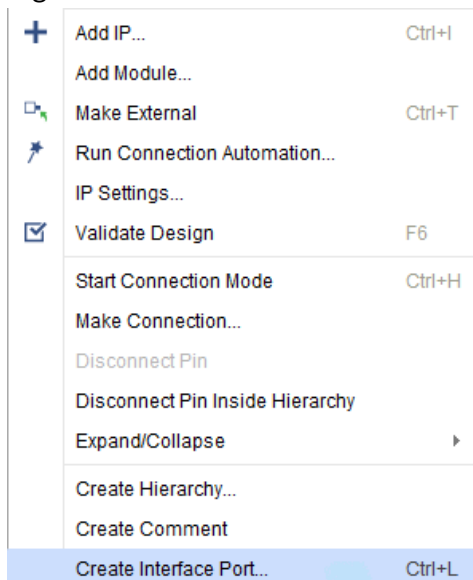 Add IP... Ctrl+I
Add Module...
Make External Ctrl+T
Run Connection Automation...
IP Settings...
Validate Design F6
Start Connection Mode Ctrl+H
Make Connection...
Disconnect Pin
Disconnect Pin Inside Hierarchy
Expand/Collapse
Create Hierarchy...
Create Comment
Create Interface Port... Ctrl+L